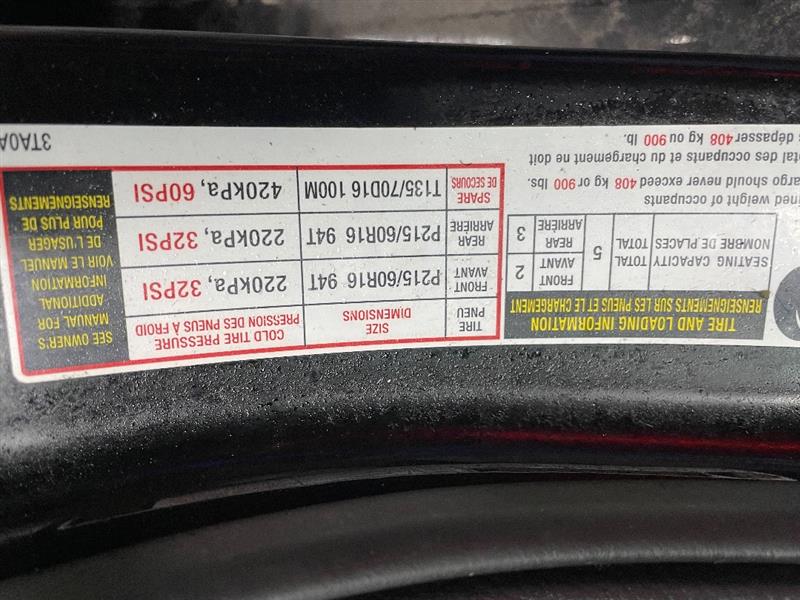 TIRE AND LOADING INFORMATION
RENSEIGNEMENTS SUR LES PNEUS ET LE CHARGEMENT
SEATING CAPACITY
NOMBRE DE PLACES
TOTAL
TOTAL
5
FRONT
AVANT
2
REAR
ARRIÈRE
3
of occupants
should never exceed 408 kg or 900 lbs.
des occupants et du chargement ne doit
dépasser 408 kg ou 900 lb.
TIRE
PNEU
SIZE
DIMENSIONS
COLD TIRE PRESSURE
PRESSION DES PNEUS À FROID
FRONT
AVANT
P215/60R16 94T
220kPa, 32PSI
REAR
ARRIÈRE
P215/60R16 94T
220kPa, 32PSI
SPARE
DE SECOURS
T135/70D16 100M
420kPa, 60PSI
SEE OWNER'S
MANUAL FOR
ADDITIONAL
INFORMATION
VOIR LE MANUEL
DE L'USAGER
POUR PLUS DE
RENSEIGNEMENTS